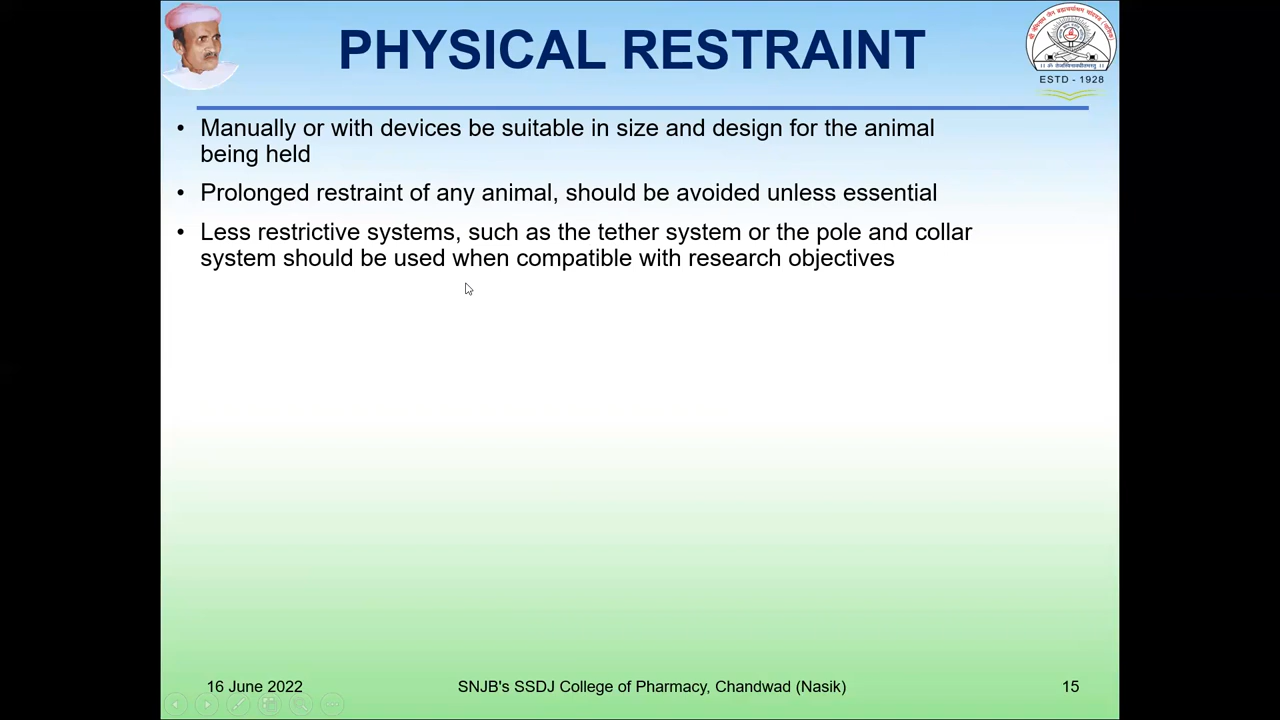 PHYSICAL RESTRAINT
ESTD - 1928
• Manually or with devices be suitable in size and design for the animal
being held
• Prolonged restraint of any animal, should be avoided unless essential
• Less restrictive systems, such as the tether system or the pole and collar
system should be used when compatible with research objectives
16 June 2022
SNJB's SSDJ College of Pharmacy, Chandwad (Nasik)
15